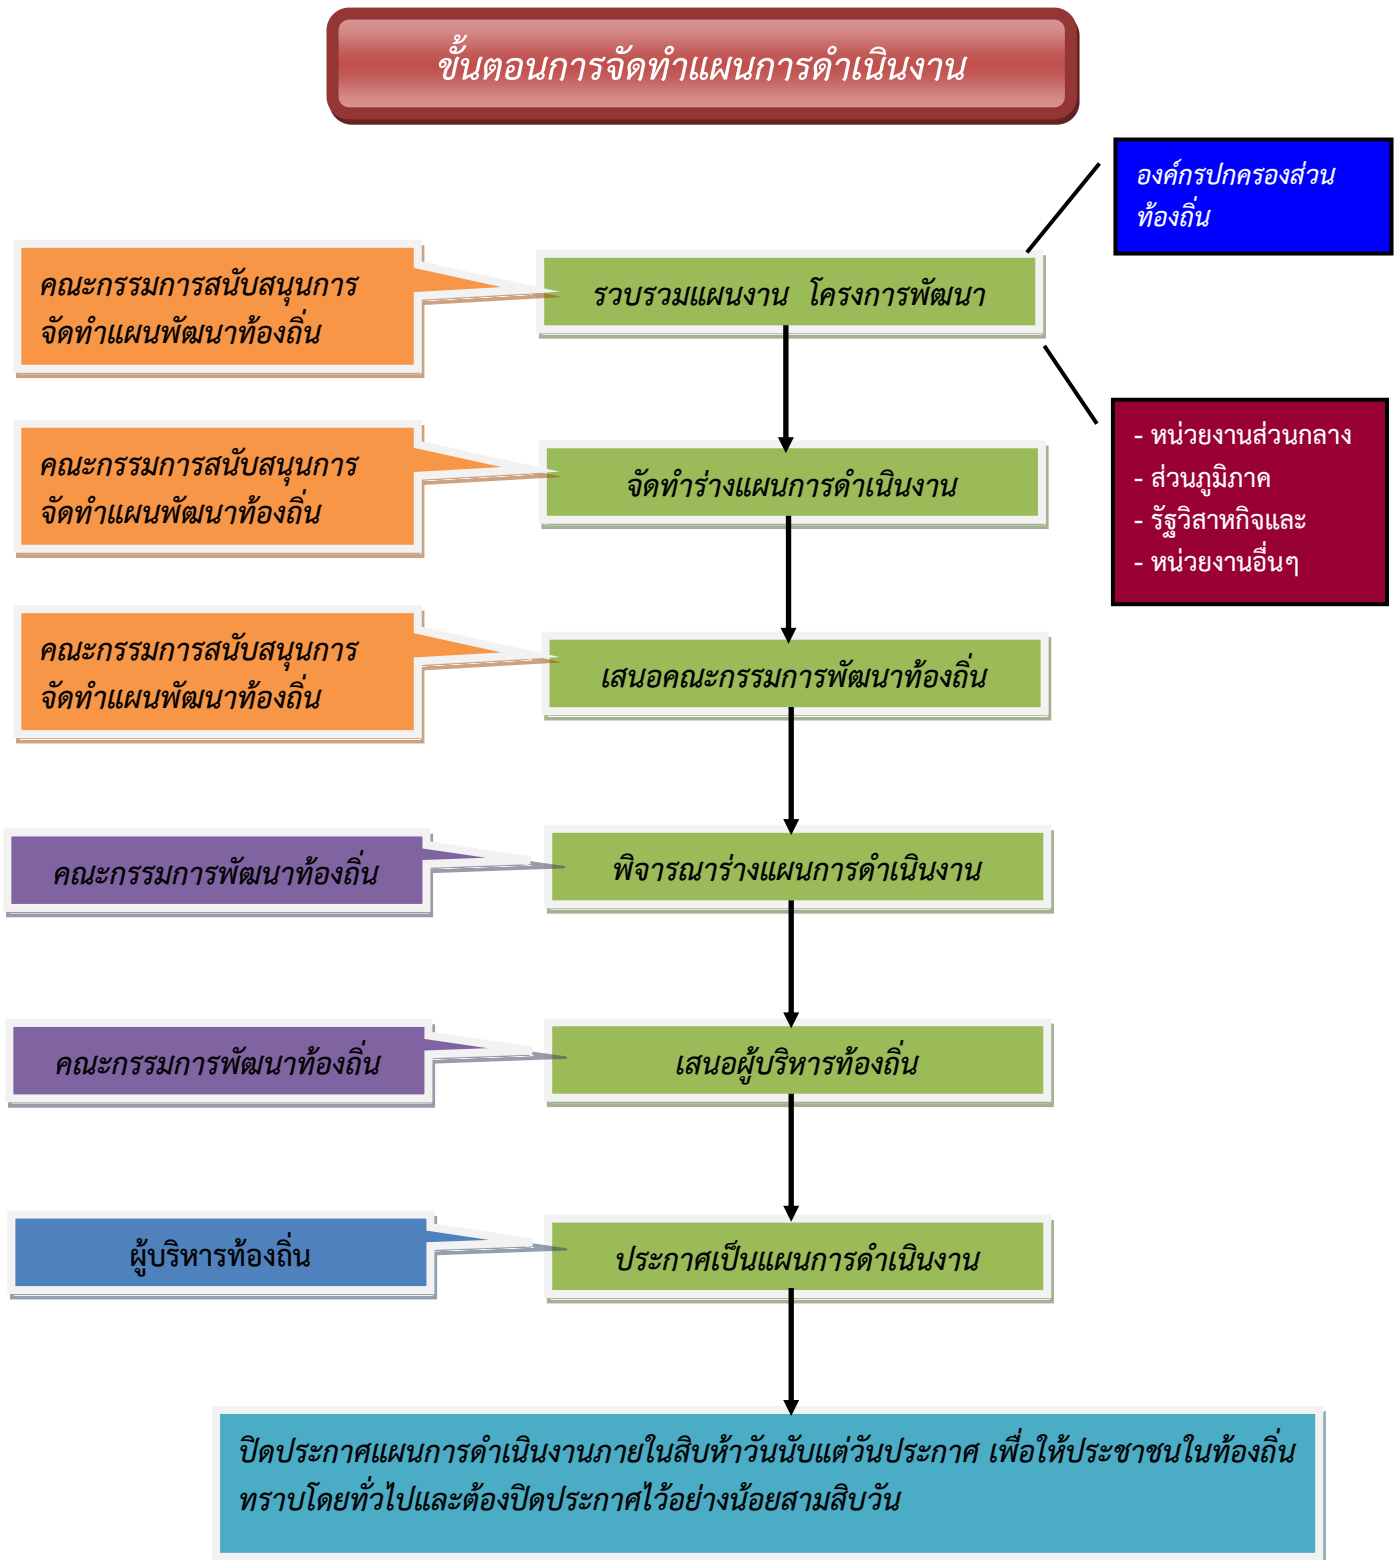 ขั้นตอนการจัดทำแผนการดำเนินงาน
องค์กรปกครองส่วน
ท้องถิ่น
คณะกรรมการสนับสนุนการ
จัดทำแผนพัฒนาท้องถิ่น
รวบรวมแผนงาน โครงการพัฒนา
- หน่วยงานส่วนกลาง
- ส่วนภูมิภาค
- รัฐวิสาหกิจและ
- หน่วยงานอื่นๆ
คณะกรรมการสนับสนุนการ
จัดทำแผนพัฒนาท้องถิ่น
จัดทำร่างแผนการดำเนินงาน
คณะกรรมการสนับสนุนการ
จัดทำแผนพัฒนาท้องถิ่น
เสนอคณะกรรมการพัฒนาท้องถิ่น
คณะกรรมการพัฒนาท้องถิ่น
พิจารณาร่างแผนการดำเนินงาน
คณะกรรมการพัฒนาท้องถิ่น
เสนอผู้บริหารท้องถิ่น
ผู้บริหารท้องถิ่น
ประกาศเป็นแผนการดำเนินงาน
ปิดประกาศแผนการดำเนินงานภายในสิบห้าวันนับแต่วันประกาศ เพื่อให้ประชาชนในท้องถิ่น
ทราบโดยทั่วไปและต้องปิดประกาศไว้อย่างน้อยสามสิบวัน